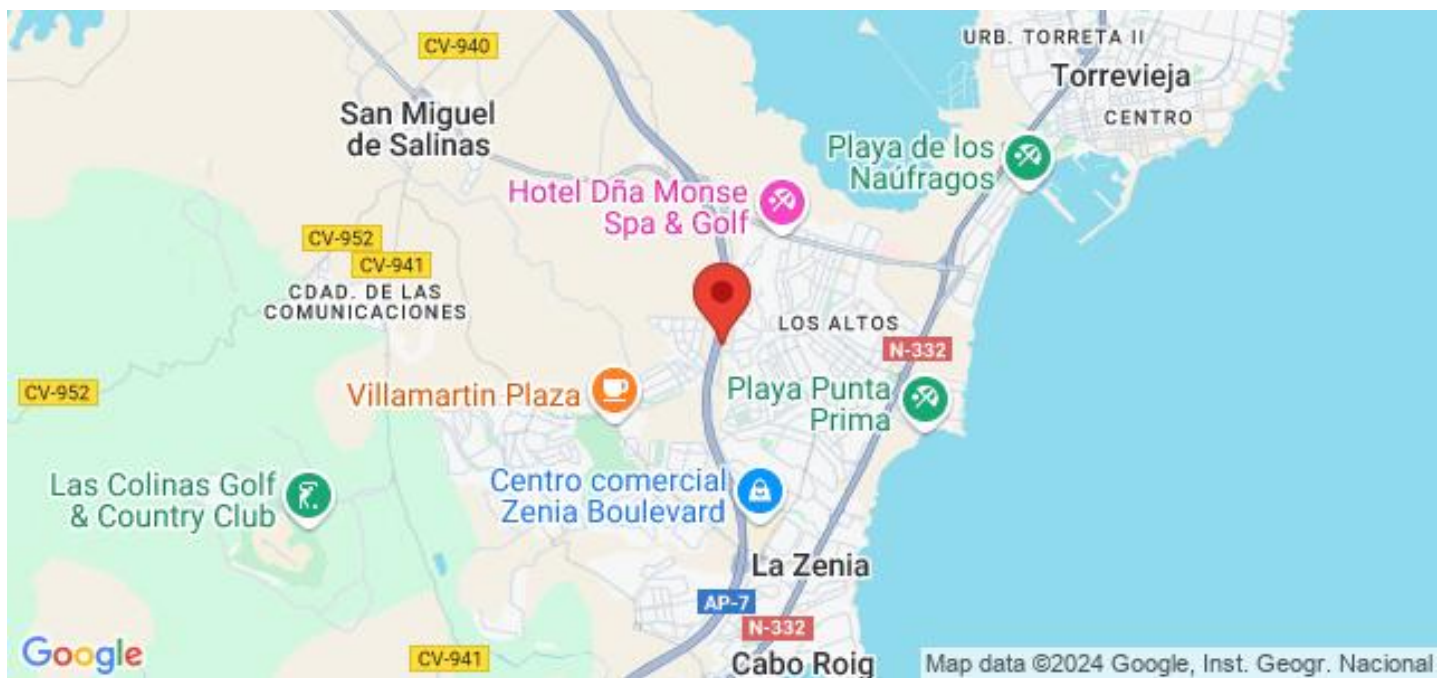 URB. TORRETA II
CV-940
Torrevieja
CENTRO
San Miguel
de Salinas
Playa de los
Naúfragos
Hotel Dña Monse
Spa & Golf
CV-952
CV-941
CDAD. DE LAS
COMUNICACIONES
LOS ALTOS
N-332
CV-952
Villamartin Plaza
Playa Punta
Prima
Las Colinas Golf
& Country Club
Centro comercial
Zenia Boulevard
La Zenia
AP-7
N-332
Google
CV-941
Cabo Roig
Map data ©2024 Google, Inst. Geogr. Nacional